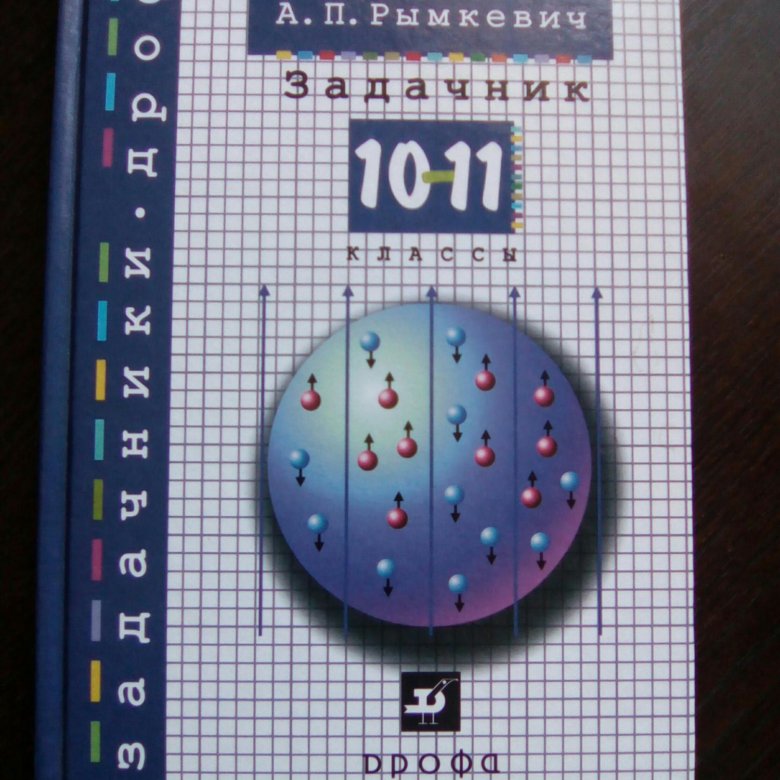 А.П.Рымкевич
Задачник
10-11
КЛАССЫ
дрофа
задачники·дро